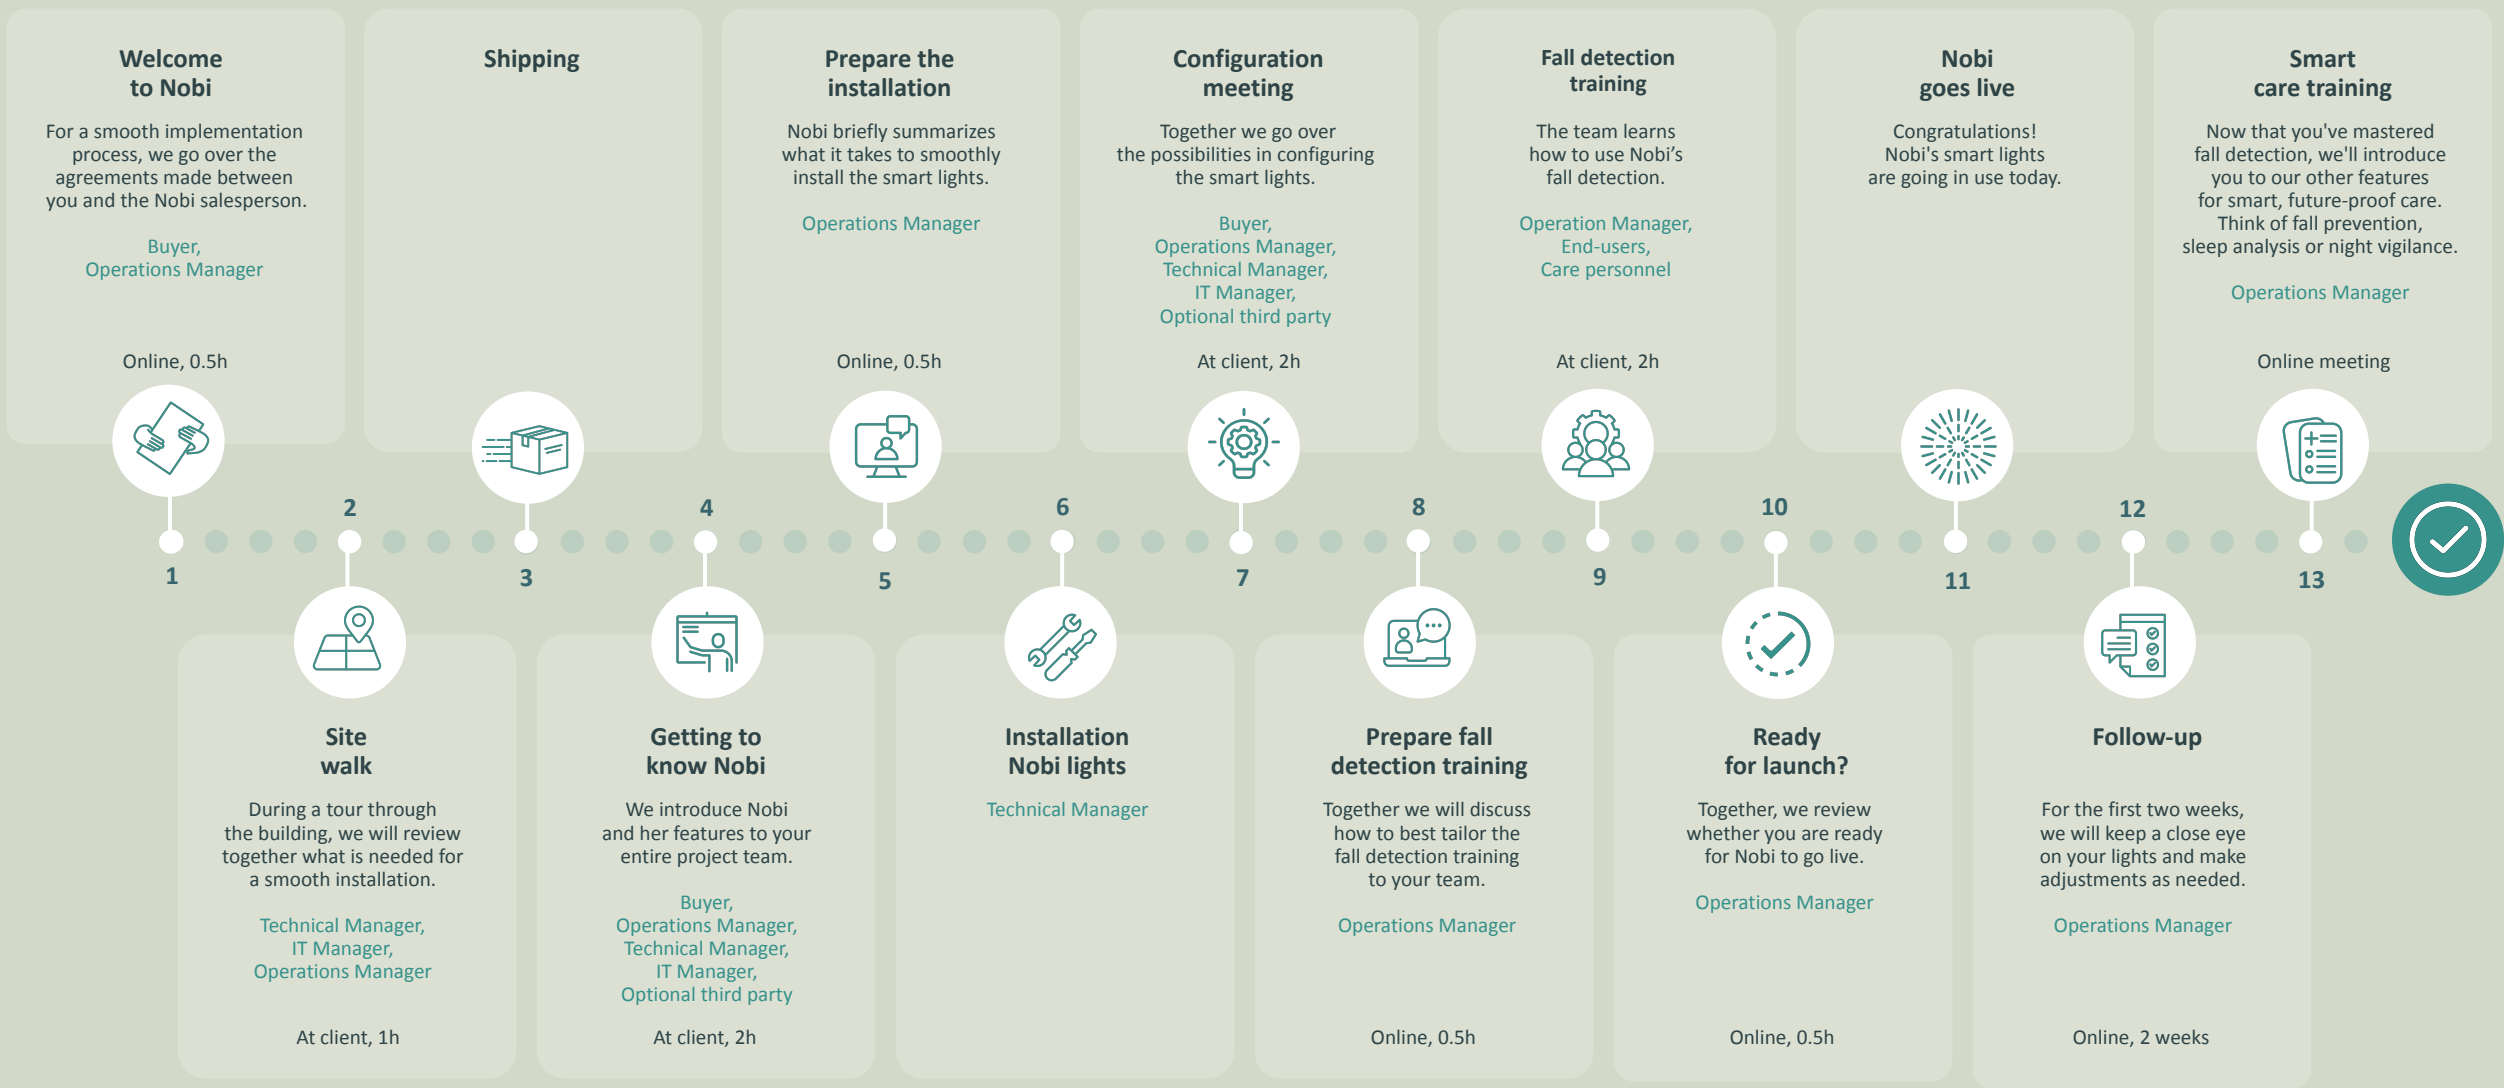 Welcome
to Nobi
For a smooth implementation
process, we go over the
agreements made between
you and the Nobi salesperson.
Buyer,
Operations Manager
Online, 0.5h
1
2
Site
walk
During a tour through
the building, we will review
together what is needed for
a smooth installation.
Technical Manager,
IT Manager,
Operations Manager
At client, 1h
Shipping
3
4
Getting to
know Nobi
We introduce Nobi
and her features to your
entire project team.
Buyer,
Operations Manager,
Technical Manager,
IT Manager,
Optional third party
At client, 2h
Prepare the
installation
Nobi briefly summarizes
what it takes to smoothly
install the smart lights.
Operations Manager
Online, 0.5h
5
6
Installation
Nobi lights
Technical Manager
Configuration
meeting
Together we go over
the possibilities in configuring
the smart lights.
Buyer,
Operations Manager,
Technical Manager,
IT Manager,
Optional third party
At client, 2h
7
8
Prepare fall
detection training
Together we will discuss
how to best tailor the
fall detection training
to your team.
Operations Manager
Online, 0.5h
Fall detection
training
The team learns
how to use Nobi’s
fall detection.
Operation Manager,
End-users,
Care personnel
At client, 2h
9
10
Ready
for launch?
Together, we review
whether you are ready
for Nobi to go live.
Operations Manager
Online, 0.5h
Nobi
goes live
Congratulations!
Nobi's smart lights
are going in use today.
11
12
Follow-up
For the first two weeks,
we will keep a close eye
on your lights and make
adjustments as needed.
Operations Manager
Online, 2 weeks
Smart
care training
Now that you've mastered
fall detection, we'll introduce
you to our other features
for smart, future-proof care.
Think of fall prevention,
sleep analysis or night vigilance.
Operations Manager
Online meeting
13